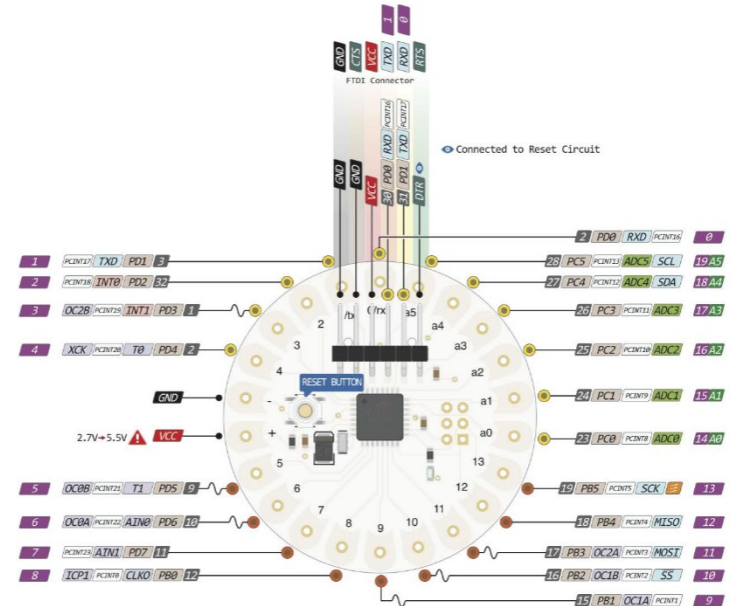 1 0
GND CTS VCC TXD RXD RTS
FTDI Connector
PCINT16 PCINT17
RXD TXD
GND GND VCC 30 PD0 31 PD1 DTR
Connected to Reset Circuit
2 PD0 RXD PCINT16 0
1 PCINT17 TXD PD1 3
28 PC5 PCINT13 ADC5 SCL 19 A5
2 PCINT18 INT0 PD2 32
27 PC4 PCINT12 ADC4 SDA 18 A4
3 OC2B PCINT19 INT1 PD3 1
26 PC3 PCINT11 ADC3 17 A3
4 XCK PCINT20 T0 PD4 2
25 PC2 PCINT10 ADC2 16 A2
GND
24 PC1 PCINT9 ADC1 15 A1
2.7V→5.5V VCC
23 PC0 PCINT8 ADC0 14 A0
RESET BUTTON
/tx 0/rx a5
2 a4
3 a3
4 a2
- a1
+ a0
5 13
6 12
7 11
8 9 10
5 OC0B PCINT21 T1 PD5 9
19 PB5 PCINT5 SCK 13
6 OC0A PCINT22 AIN0 PD6 10
18 PB4 PCINT4 MISO 12
7 PCINT23 AIN1 PD7 11
17 PB3 OC2A PCINT3 MOSI 11
8 ICP1 PCINT0 CLKO PB0 12
16 PB2 OC1B PCINT2 SS 10
15 PB1 OC1A PCINT1 9